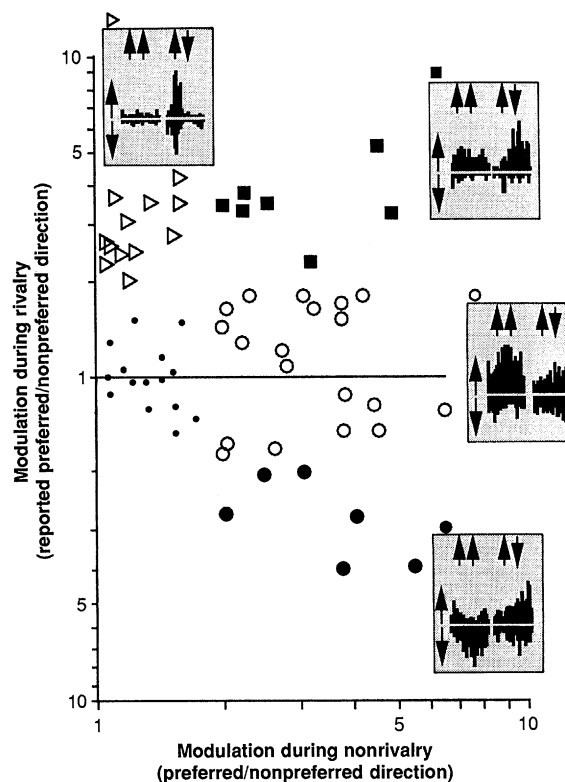 Modulation during rivalry
(reported preferred/nonpreferred direction)
10
5
1
5
10
1
5
10
Modulation during nonrivalry
(preferred/nonpreferred direction)